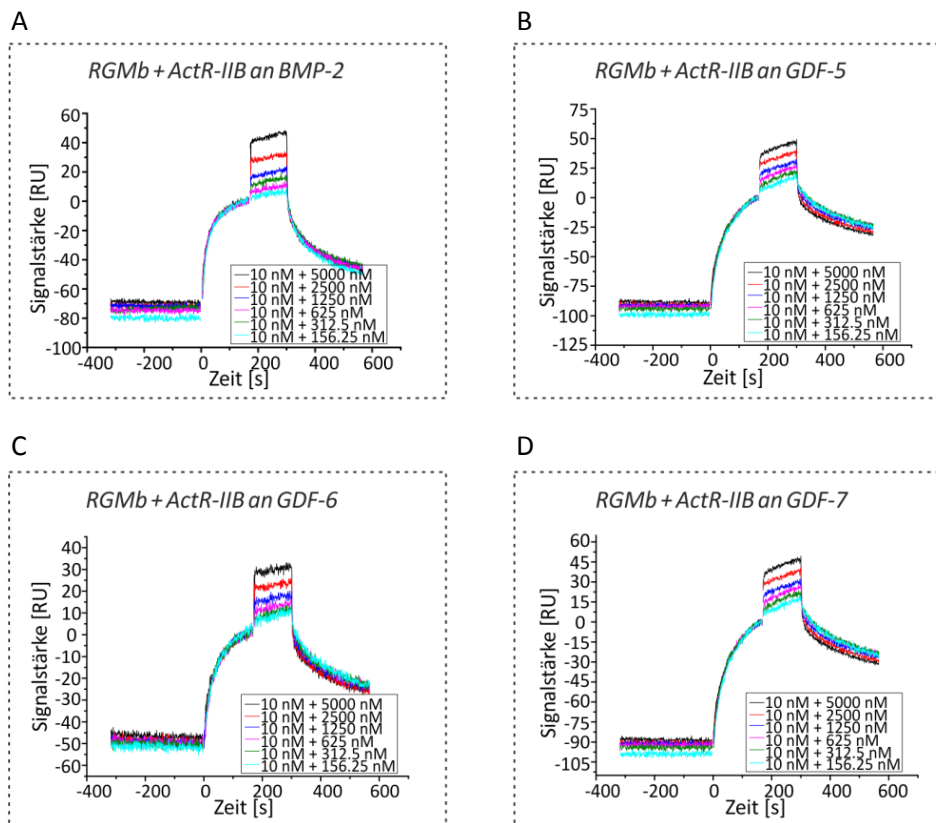 A
RGMb + ActR-IIB an BMP-2
Signalstärke [RU]
60
40
20
0
-20
-40
-60
-80
-100
10 nM + 5000 nM
10 nM + 2500 nM
10 nM + 1250 nM
10 nM + 625 nM
10 nM + 312.5 nM
10 nM + 156.25 nM
-400 -200 0 200 400 600
Zeit [s]
B
RGMb + ActR-IIB an GDF-5
Signalstärke [RU]
75
50
25
0
-25
-50
-75
-100
-125
10 nM + 5000 nM
10 nM + 2500 nM
10 nM + 1250 nM
10 nM + 625 nM
10 nM + 312.5 nM
10 nM + 156.25 nM
-400 -200 0 200 400 600
Zeit [s]
C
RGMb + ActR-IIB an GDF-6
Signalstärke [RU]
40
30
20
10
0
-10
-20
-30
-40
-50
-60
10 nM + 5000 nM
10 nM + 2500 nM
10 nM + 1250 nM
10 nM + 625 nM
10 nM + 312.5 nM
10 nM + 156.25 nM
-400 -200 0 200 400 600
Zeit [s]
D
RGMb + ActR-IIB an GDF-7
Signalstärke [RU]
60
45
30
15
0
-15
-30
-45
-60
-75
-90
-105
10 nM + 5000 nM
10 nM + 2500 nM
10 nM + 1250 nM
10 nM + 625 nM
10 nM + 312.5 nM
10 nM + 156.25 nM
-400 -200 0 200 400 600
Zeit [s]